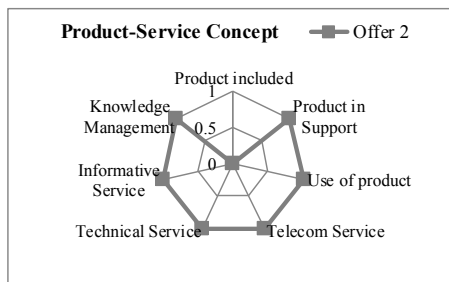 Product-Service Concept
Offer 2
Product included
Knowledge
Management
1
Product in
Support
0.5
Informative
Service
0
Use of product
Technical Service
Telecom Service